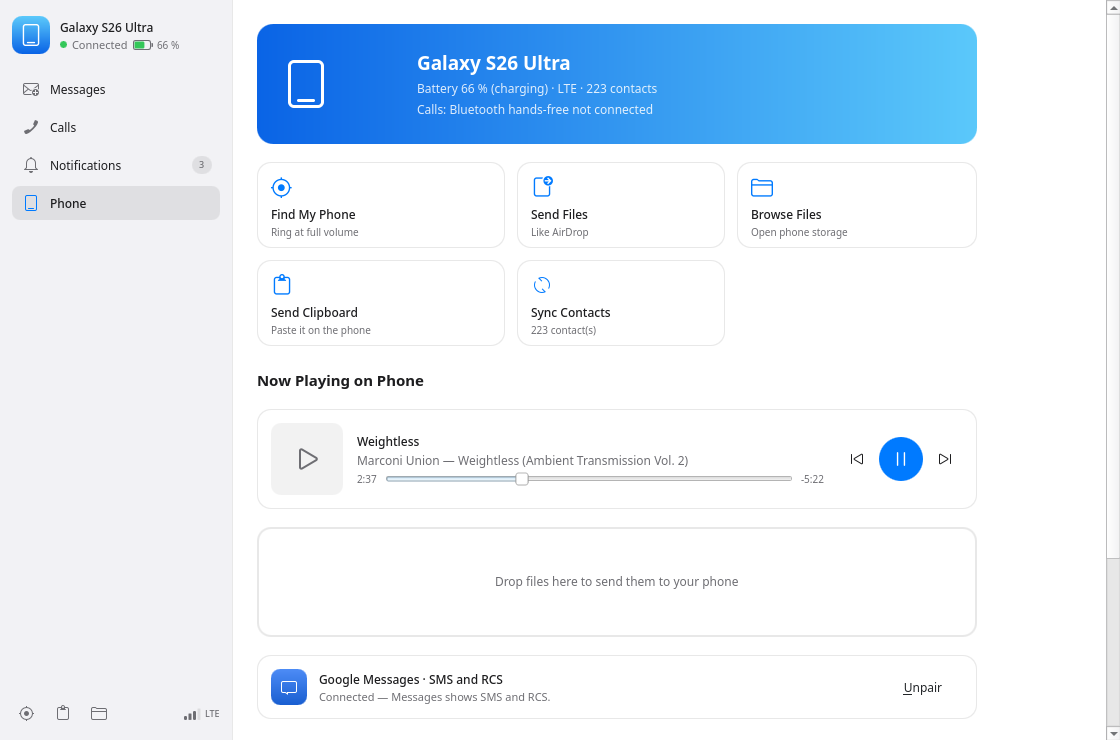 Galaxy S26 Ultra
Connected 66 %
Messages
Calls
Notifications 3
Phone
LTE
Galaxy S26 Ultra
Battery 66 % (charging) · LTE · 223 contacts
Calls: Bluetooth hands-free not connected
Find My Phone
Ring at full volume
Send Files
Like AirDrop
Browse Files
Open phone storage
Send Clipboard
Paste it on the phone
Sync Contacts
223 contact(s)
Now Playing on Phone
Weightless
Marconi Union — Weightless (Ambient Transmission Vol. 2)
2:37 -5:22
Drop files here to send them to your phone
Google Messages · SMS and RCS
Connected — Messages shows SMS and RCS.
Unpair